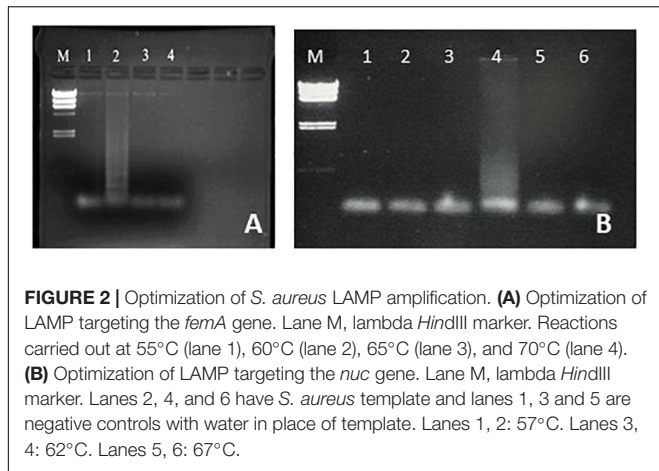 M 1 2 3 4
A
M 1 2 3 4 5 6
B
FIGURE 2 | Optimization of S. aureus LAMP amplification. (A) Optimization of
LAMP targeting the femA gene. Lane M, lambda HindIII marker. Reactions
carried out at 55°C (lane 1), 60°C (lane 2), 65°C (lane 3), and 70°C (lane 4).
(B) Optimization of LAMP targeting the nuc gene. Lane M, lambda HindIII
marker. Lanes 2, 4, and 6 have S. aureus template and lanes 1, 3 and 5 are
negative controls with water in place of template. Lanes 1, 2: 57°C. Lanes 3,
4: 62°C. Lanes 5, 6: 67°C.